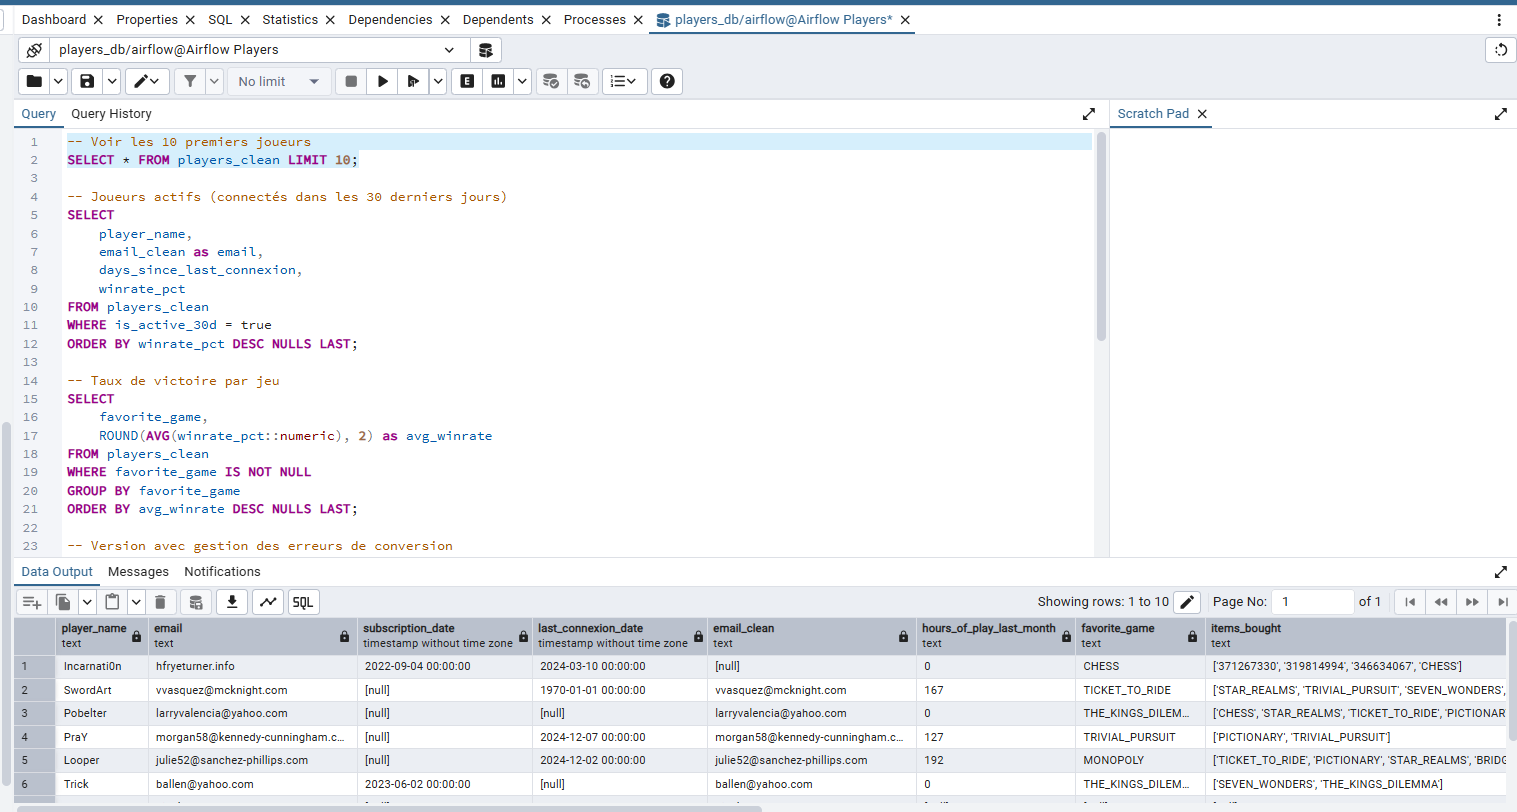 Dashboard Properties SQL Statistics Dependencies Dependents Processes players_db/airflow@Airflow Players*
players_db/airflow@Airflow Players
No limit
Query Query History Scratch Pad
1 -- Voir les 10 premiers joueurs
2 SELECT * FROM players_clean LIMIT 10;
3
4 -- Joueurs actifs (connectés dans les 30 derniers jours)
5 SELECT
6 player_name,
7 email_clean as email,
8 days_since_last_connexion,
9 winrate_pct
10 FROM players_clean
11 WHERE is_active_30d = true
12 ORDER BY winrate_pct DESC NULLS LAST;
13
14 -- Taux de victoire par jeu
15 SELECT
16 favorite_game,
17 ROUND(AVG(winrate_pct::numeric), 2) as avg_winrate
18 FROM players_clean
19 WHERE favorite_game IS NOT NULL
20 GROUP BY favorite_game
21 ORDER BY avg_winrate DESC NULLS LAST;
22
23 -- Version avec gestion des erreurs de conversion
Data Output Messages Notifications
SQL Showing rows: 1 to 10 Page No: 1 of 1
player_name email subscription_date last_connexion_date email_clean hours_of_play_last_month favorite_game items_bought
text text timestamp without time zone timestamp without time zone text text text text
1 Incarnati0n hfryeturner.info 2022-09-04 00:00:00 2024-03-10 00:00:00 [null] 0 CHESS ['371267330', '319814994', '346634067', 'CHESS']
2 SwordArt vvasquez@mcknight.com [null] 1970-01-01 00:00:00 vvasquez@mcknight.com 167 TICKET_TO_RIDE ['STAR_REALMS', 'TRIVIAL_PURSUIT', 'SEVEN_WONDERS',
3 Pobelter larryvalencia@yahoo.com [null] [null] larryvalencia@yahoo.com 0 THE_KINGS_DILEM... ['CHESS', 'STAR_REALMS', 'TICKET_TO_RIDE', 'PICTIONAR
4 PraY morgan58@kennedy-cunningham.c... [null] 2024-12-07 00:00:00 morgan58@kennedy-cunningham.c... 127 TRIVIAL_PURSUIT ['PICTIONARY', 'TRIVIAL_PURSUIT']
5 Looper julie52@sanchez-phillips.com [null] 2024-12-02 00:00:00 julie52@sanchez-phillips.com 192 MONOPOLY ['TICKET_TO_RIDE', 'PICTIONARY', 'STAR_REALMS', 'BRIDG
6 Trick ballen@yahoo.com 2023-06-02 00:00:00 [null] ballen@yahoo.com 0 THE_KINGS_DILEM... ['SEVEN_WONDERS', 'THE_KINGS_DILEMMA']